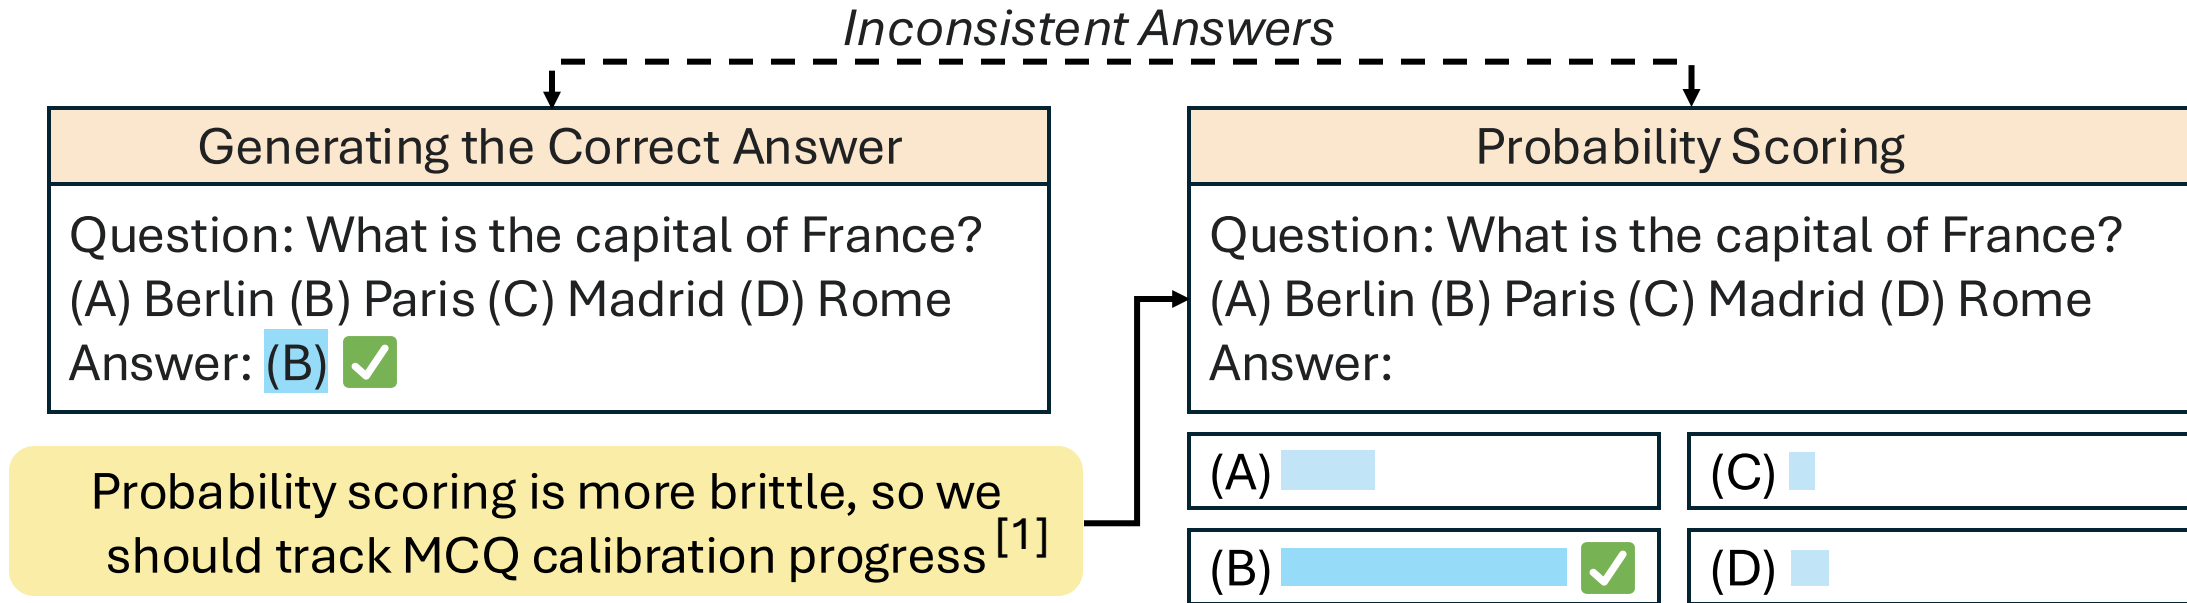 Inconsistent Answers
Generating the Correct Answer
Question: What is the capital of France?
(A) Berlin (B) Paris (C) Madrid (D) Rome
Answer: (B)
Probability scoring is more brittle, so we
should track MCQ calibration progress [1]
Probability Scoring
Question: What is the capital of France?
(A) Berlin (B) Paris (C) Madrid (D) Rome
Answer:
(A)
(C)
(B)
(D)